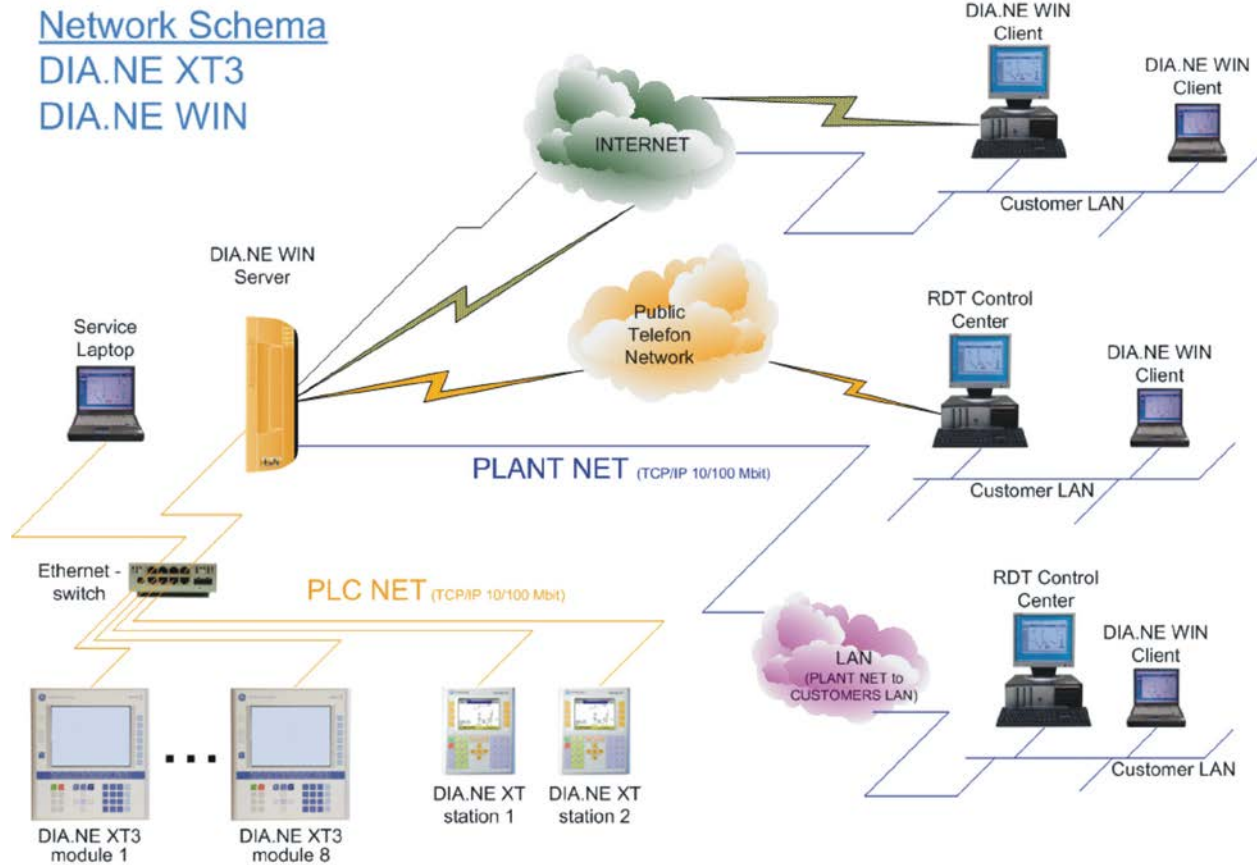 Network Schema
DIA.NE XT3
DIA.NE WIN
DIA.NE WIN
Client
DIA.NE WIN
Client
INTERNET
Customer LAN
DIA.NE WIN
Server
Service
Laptop
Public
Telefon
Network
RDT Control
Center
DIA.NE WIN
Client
PLANT NET (TCP/IP 10/100 Mbit)
Customer LAN
Ethernet -
switch
PLC NET (TCP/IP 10/100 Mbit)
RDT Control
Center
DIA.NE WIN
Client
LAN
(PLANT NET to
CUSTOMERS LAN)
Customer LAN
DIA.NE XT3
module 1
DIA.NE XT3
module 8
DIA.NE XT
station 1
DIA.NE XT
station 2